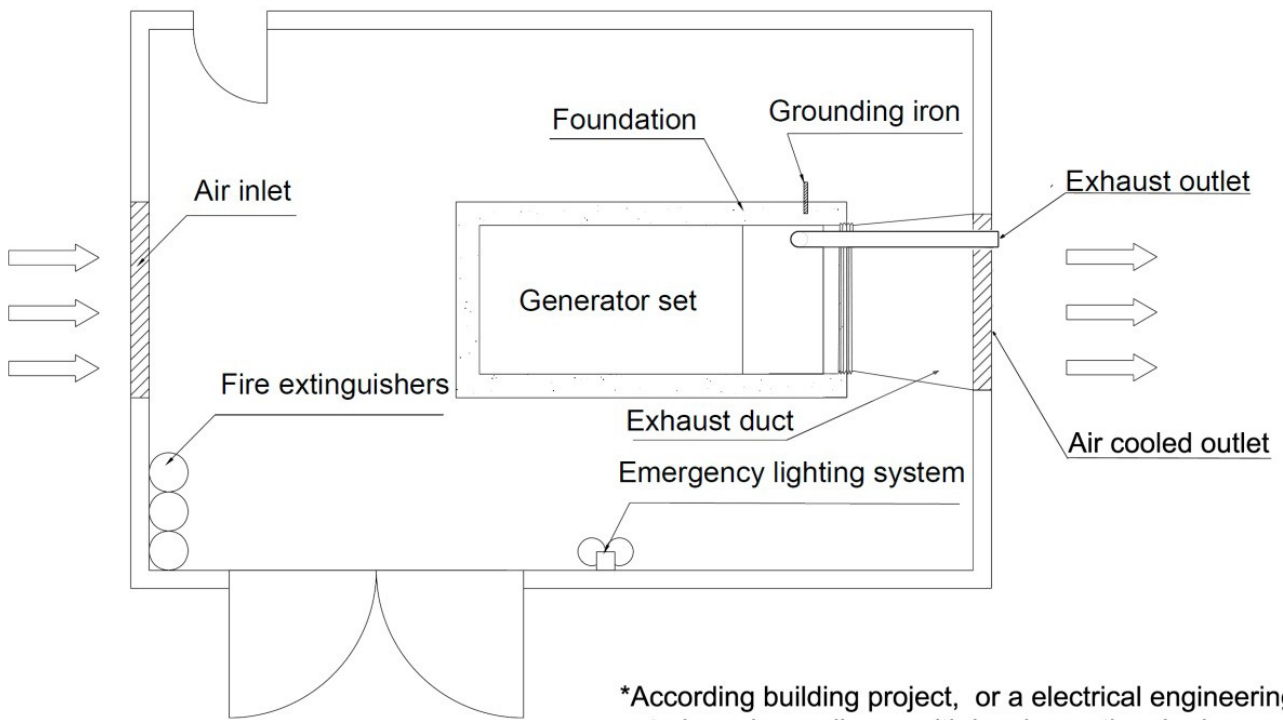 Grounding iron
Foundation
Exhaust outlet
Air inlet
Generator set
Fire extinguishers
Exhaust duct
Air cooled outlet
Emergency lighting system
*According building project, or a electrical engineering